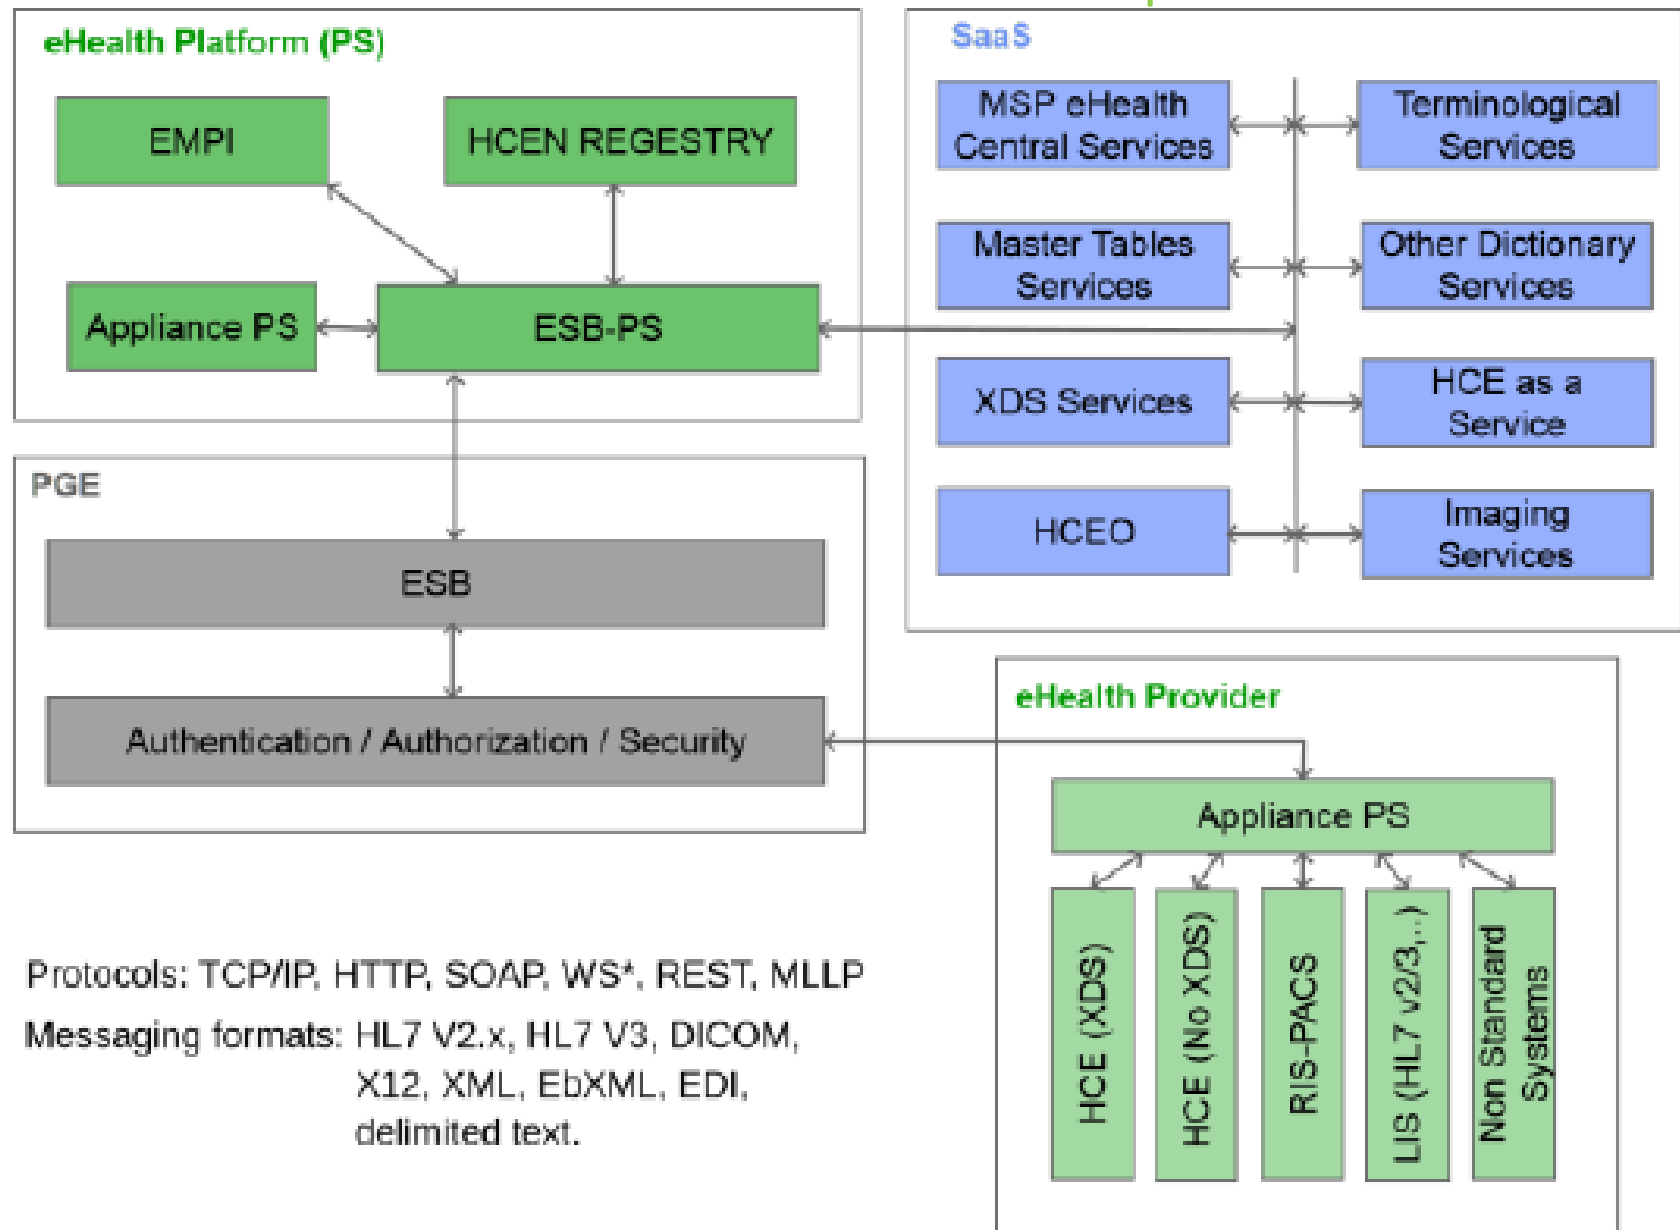 eHealth Platform (PS)
EMPI
HCEN REGESTRY
Appliance PS
ESB-PS
SaaS
MSP eHealth
Central Services
Terminological
Services
Master Tables
Services
Other Dictionary
Services
XDS Services
HCE as a
Service
HCEO
Imaging
Services
PGE
ESB
Authentication / Authorization / Security
eHealth Provider
Appliance PS
HCE (XDS)
HCE (No XDS)
RIS-PACS
LIS (HL7 v2/3,..)
Non Standard
Systems
Protocols: TCP/IP, HTTP, SOAP, WS*, REST, MLLP
Messaging formats: HL7 V2.x, HL7 V3, DICOM,
X12, XML, EbXML, EDI,
delimited text.